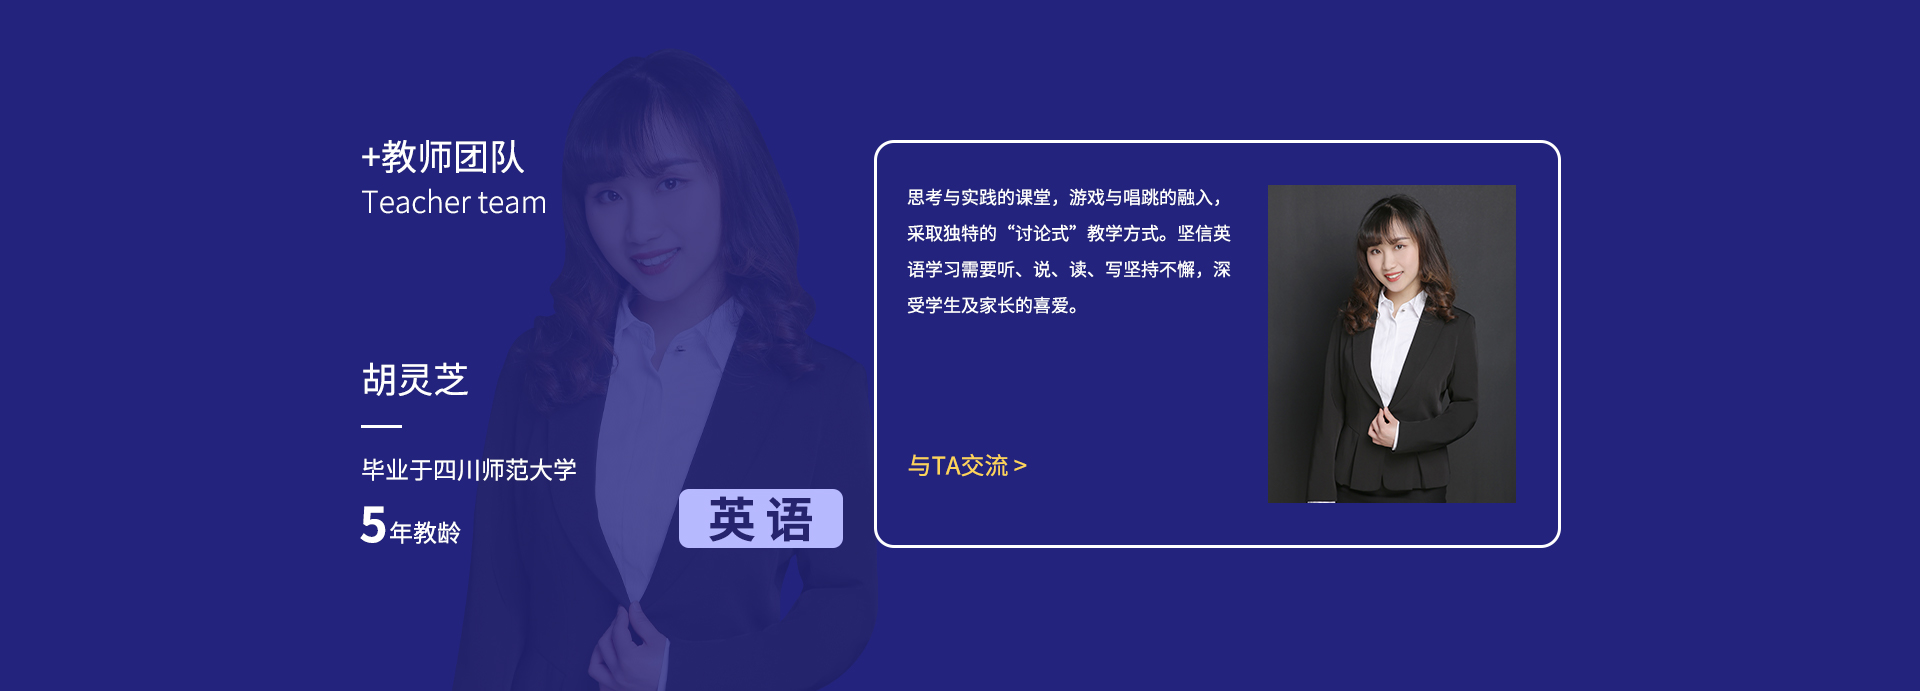 +教师团队
Teacher team
胡灵芝
毕业于四川师范大学
5年教龄
英语
思考与实践的课堂，游戏与唱跳的融入，
采取独特的“讨论式”教学方式。坚信英
语学习需要听、说、读、写坚持不懈，深
受学生及家长的喜爱。
与TA交流 >